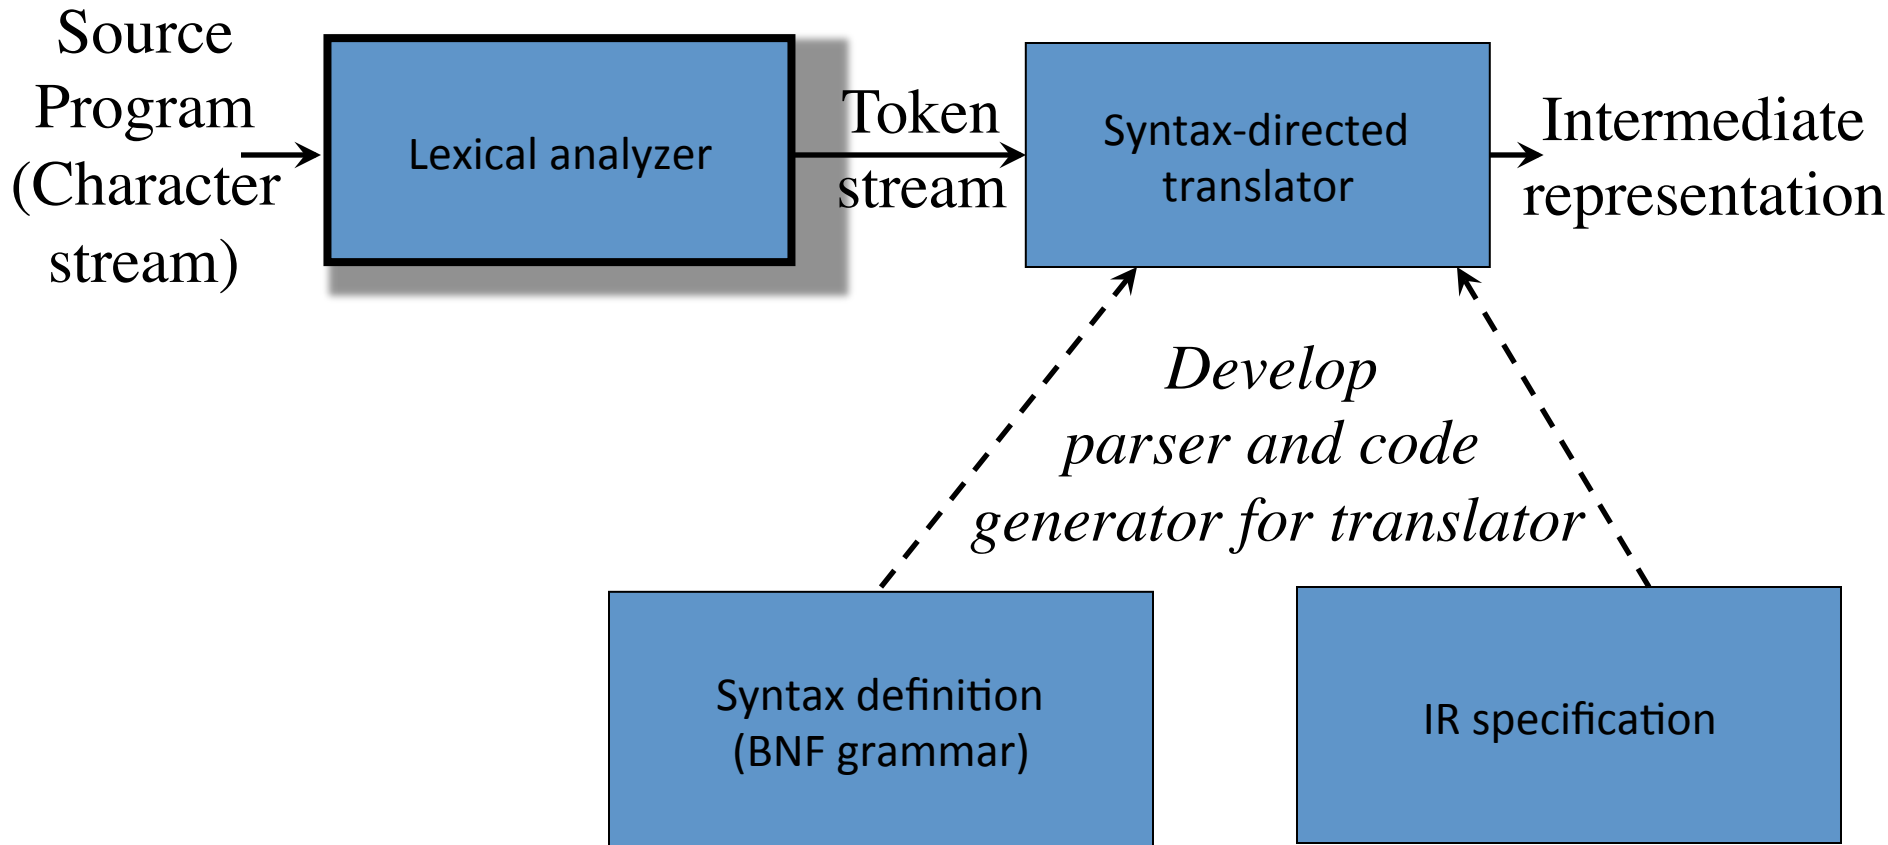 Source
Program
(Character
stream)
Lexical analyzer
Token
stream
Syntax-directed
translator
Intermediate
representation
Develop
parser and code
generator for translator
Syntax definition
(BNF grammar)
IR specification